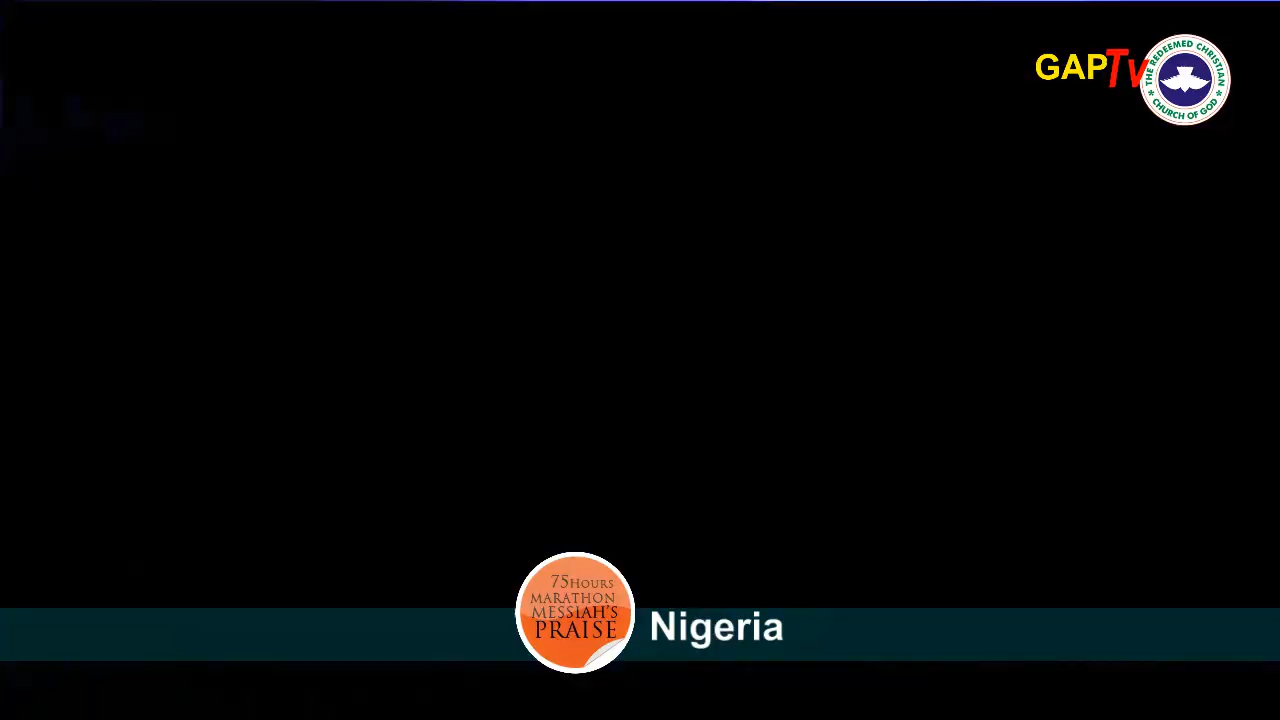 GAPTv
THE REDEEMED CHRISTIAN
CHURCH OF GOD
75HOURS
MARATHON
MESSIAH'S
PRAISE
Nigeria